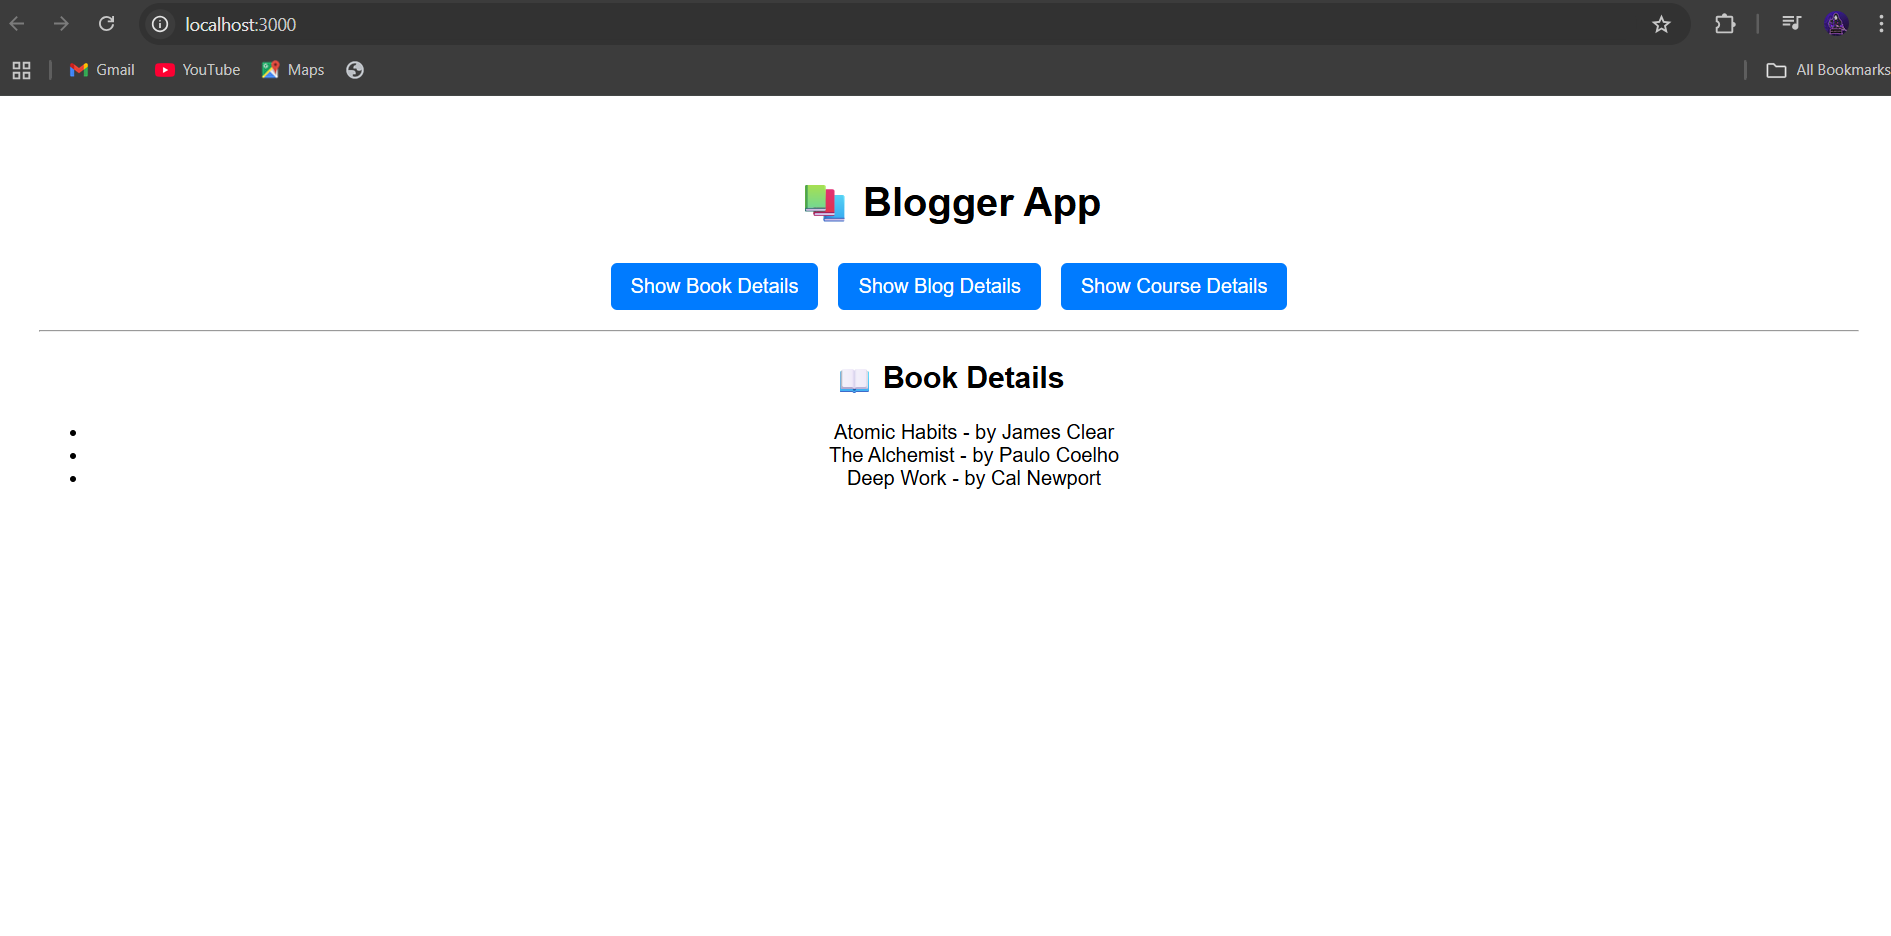 localhost:3000
Gmail YouTube Maps All Bookmarks
Blogger App
Show Book Details Show Blog Details Show Course Details
Book Details
• Atomic Habits - by James Clear
• The Alchemist - by Paulo Coelho
• Deep Work - by Cal Newport